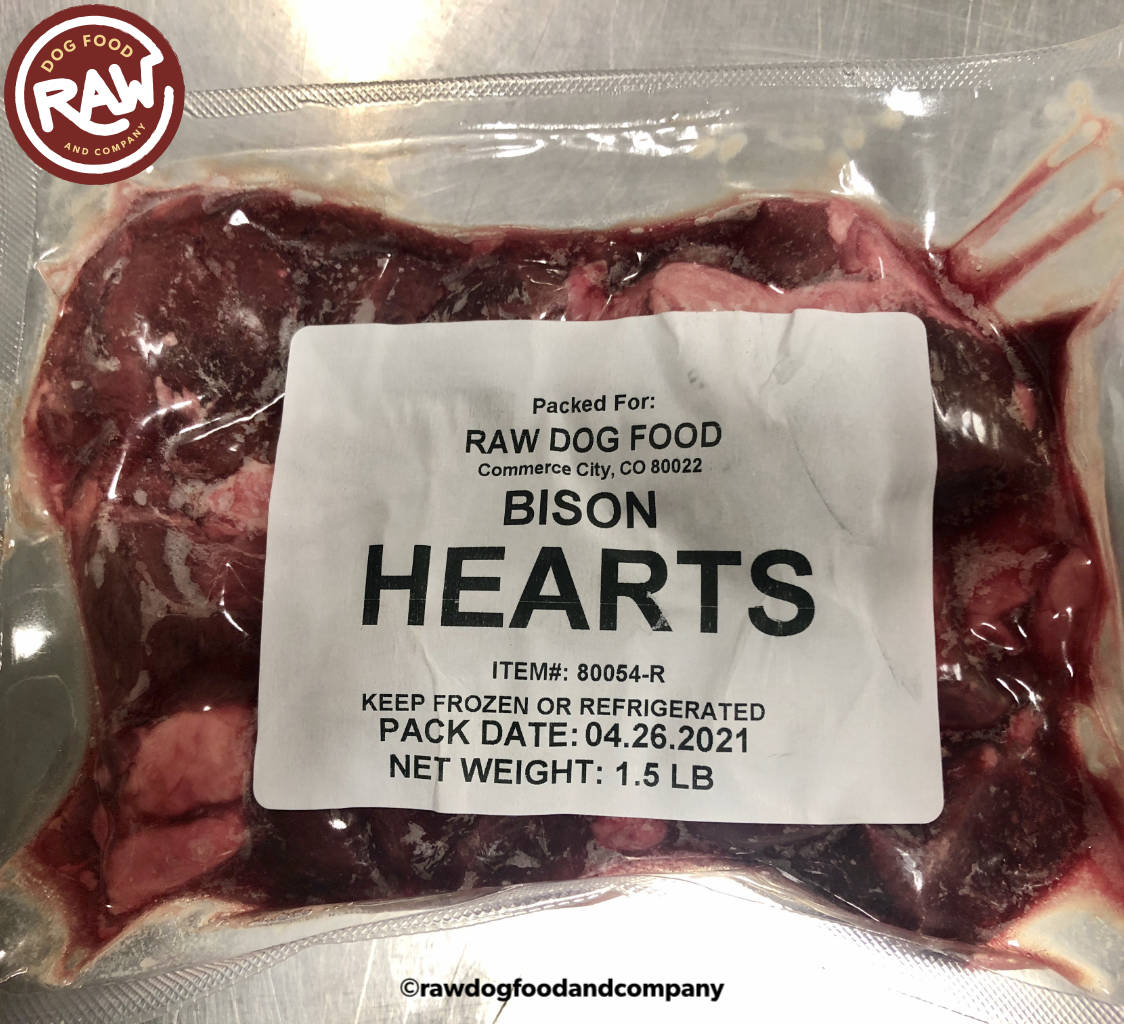 DOG FOOD
RAW
AND COMPANY
Packed For:
RAW DOG FOOD
Commerce City, CO 80022
BISON
HEARTS
ITEM#: 80054-R
KEEP FROZEN OR REFRIGERATED
PACK DATE: 04.26.2021
NET WEIGHT: 1.5 LB
©rawdogfoodandcompany